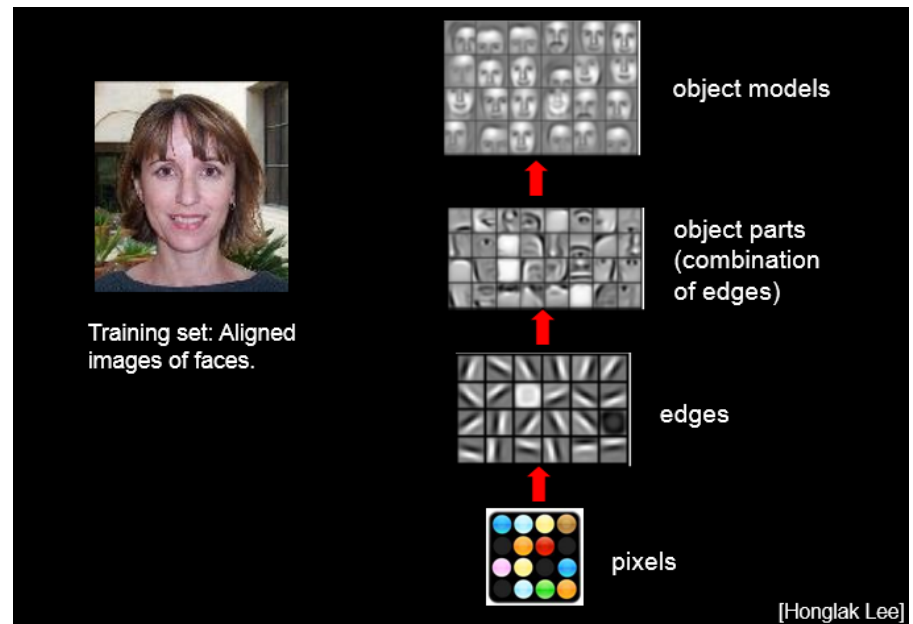 object models
object parts
(combination
of edges)
Training set: Aligned
images of faces.
edges
pixels
[Honglak Lee]